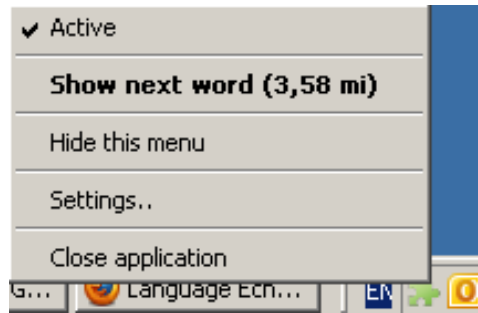 Active
Show next word (3,58 mi)
Hide this menu
Settings..
Close application
G... Language Ech... EN